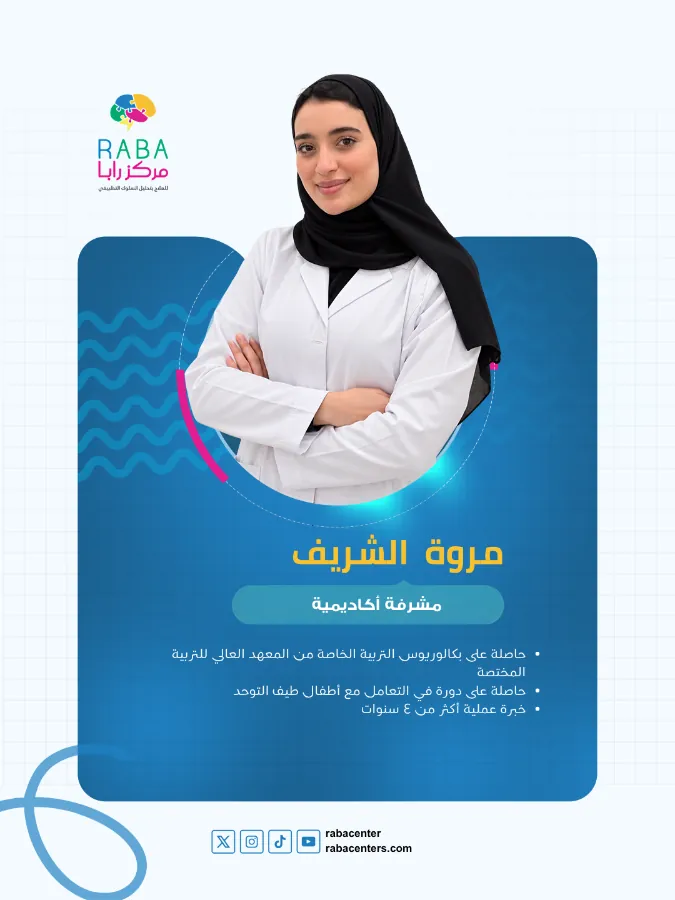 RABA
مركز رابا
للعلاج بتحليل السلوك التطبيقي
مروة الشريف
مشرفة أكاديمية
• حاصلة على بكالوريوس التربية الخاصة من المعهد العالي للتربية
المختصة
• حاصلة على دورة في التعامل مع أطفال طيف التوحد
• خبرة عملية أكثر من ٤ سنوات
rabacenter
rabacenters.com